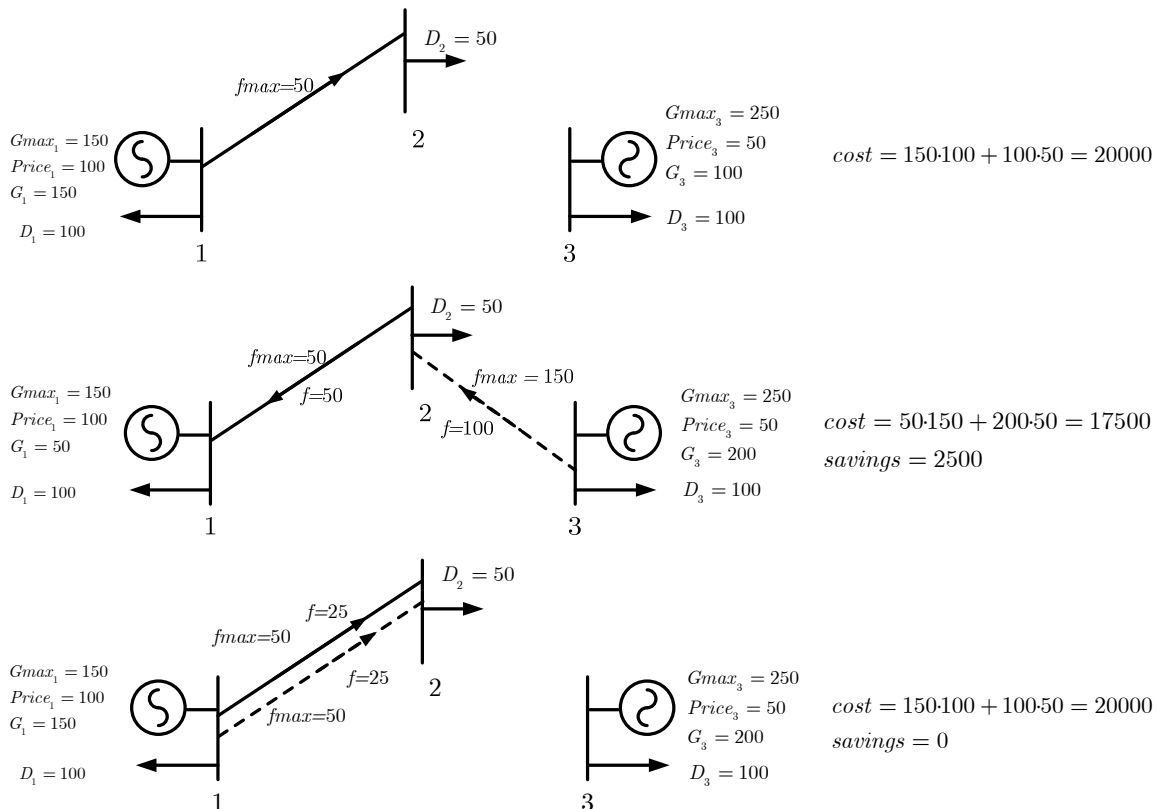 D₂ = 50
fmax=50
2
Gmax₁ = 150
Price₁ = 100
G₁ = 150
D₁ = 100
1
Gmax₃ = 250
Price₃ = 50
G₃ = 100
D₃ = 100
3
cost = 150·100 + 100·50 = 20000
D₂ = 50
fmax=50
f=50
2
fmax = 150
f=100
Gmax₁ = 150
Price₁ = 100
G₁ = 50
D₁ = 100
1
Gmax₃ = 250
Price₃ = 50
G₃ = 200
D₃ = 100
3
cost = 50·150 + 200·50 = 17500
savings = 2500
D₂ = 50
f=25
fmax=50
f=25
fmax=50
2
Gmax₁ = 150
Price₁ = 100
G₁ = 150
D₁ = 100
1
Gmax₃ = 250
Price₃ = 50
G₃ = 200
D₃ = 100
3
cost = 150·100 + 100·50 = 20000
savings = 0